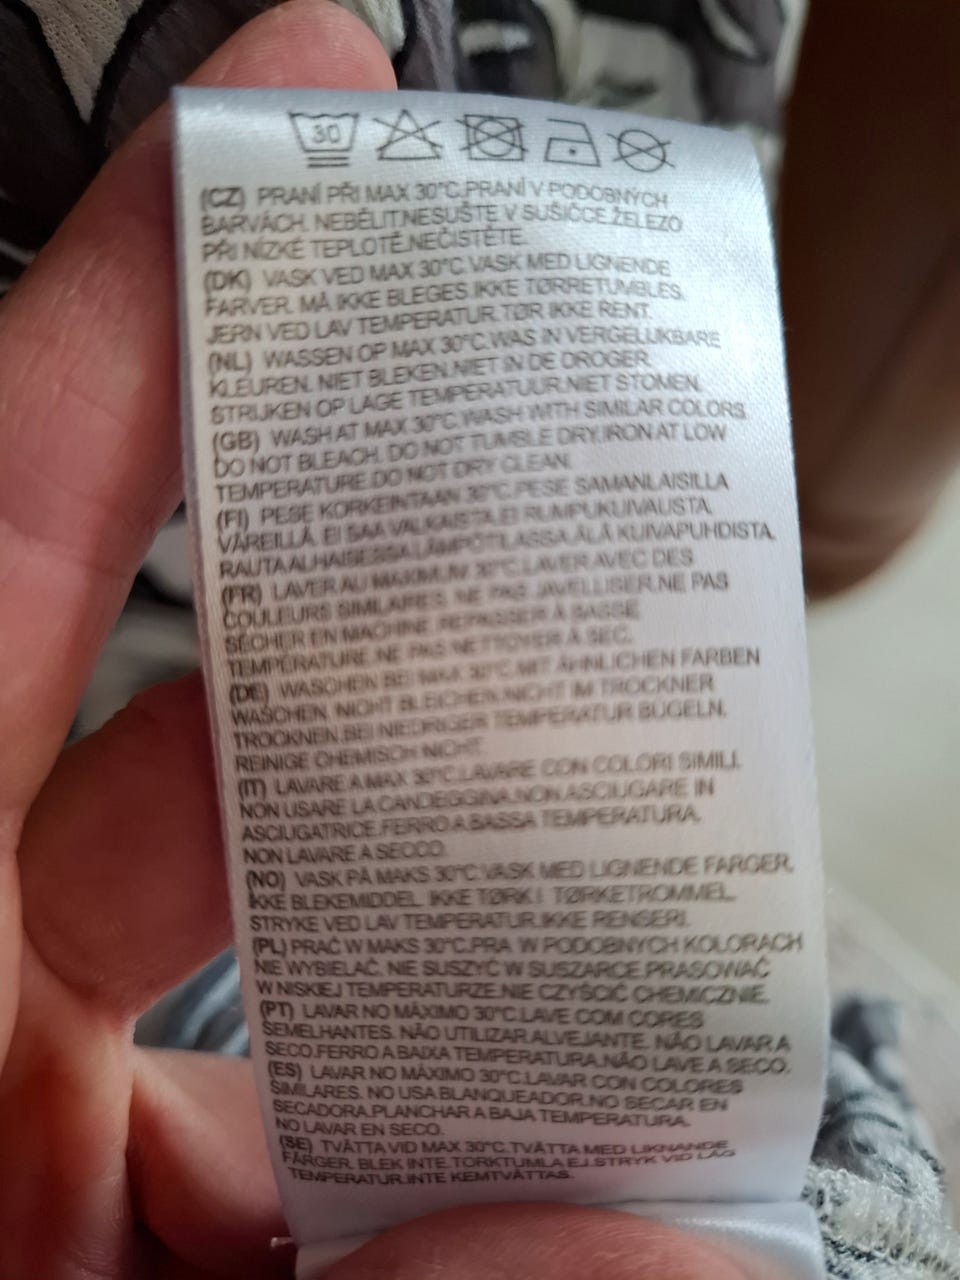 30
(CZ) PRANÍ PŘI MAX 30°C.PRANÍ V PODOBNÝCH
BARVÁCH. NEBĚLIT.NESUŠTE V SUŠIČCE.ŽELEZO
PŘI NÍZKÉ TEPLOTĚ.NEČISTĚTE.
(DK) VASK VED MAX 30°C.VASK MED LIGNENDE
FARVER. MÅ IKKE BLEGES.IKKE TØRRETUMBLES.
JERN VED LAV TEMPERATUR.TØR IKKE RENT.
(NL) WASSEN OP MAX 30°C.WAS IN VERGELIJKBARE
KLEUREN. NIET BLEKEN.NIET IN DE DROGER.
STRIJKEN OP LAGE TEMPERATUUR.NIET STOMEN.
(GB) WASH AT MAX 30°C.WASH WITH SIMILAR COLORS.
DO NOT BLEACH. DO NOT TUMBLE DRY.IRON AT LOW
TEMPERATURE.DO NOT DRY CLEAN.
(FI) PESE KORKEINTAAN 30°C.PESE SAMANLAISILLA
VÄREILLÄ. EI SAA VALKAISTA.EI RUMPUKUIVAUSTA.
RAUTA ALHAISESSA LÄMPÖTILASSA.ÄLÄ KUIVAPUHDISTA.
(FR) LAVER AU MAXIMUM 30°C.LAVER AVEC DES
COULEURS SIMILAIRES. NE PAS JAVELLISER.NE PAS
SÉCHER EN MACHINE. REPASSER À BASSE
TEMPÉRATURE.NE PAS NETTOYER À SEC.
(DE) WASCHEN BEI MAX 30°C.MIT ÄHNLICHEN FARBEN
WASCHEN. NICHT BLEICHEN.NICHT IM TROCKNER
TROCKNEN.BEI NIEDRIGER TEMPERATUR BÜGELN.
REINIGE CHEMISCH NICHT.
(IT) LAVARE A MAX 30°C.LAVARE CON COLORI SIMILI.
NON USARE LA CANDEGGINA.NON ASCIUGARE IN
ASCIUGATRICE.FERRO A BASSA TEMPERATURA.
NON LAVARE A SECCO.
(NO) VASK PÅ MAKS 30°C.VASK MED LIGNENDE FARGER.
IKKE BLEKEMIDDEL. IKKE TØRK I TØRKETROMMEL.
STRYKE VED LAV TEMPERATUR.IKKE RENSERI.
(PL) PRAĆ W MAKS 30°C.PRA W PODOBNYCH KOLORACH
NIE WYBIELAĆ. NIE SUSZYĆ W SUSZARCE.PRASOWAĆ
W NISKIEJ TEMPERATURZE.NIE CZYŚCIĆ CHEMICZNIE.
(PT) LAVAR NO MÁXIMO 30°C.LAVE COM CORES
SEMELHANTES. NÃO UTILIZAR ALVEJANTE. NÃO LAVAR A
SECO.FERRO A BAIXA TEMPERATURA.NÃO LAVE A SECO.
(ES) LAVAR NO MÁXIMO 30°C.LAVAR CON COLORES
SIMILARES. NO USA BLANQUEADOR.NO SECAR EN
SECADORA.PLANCHAR A BAJA TEMPERATURA.
NO LAVAR EN SECO.
(SE) TVÄTTA VID MAX 30°C.TVÄTTA MED LIKNANDE
FÄRGER. BLEK INTE.TORKTUMLA EJ.STRYK VID LÅG
TEMPERATUR.INTE KEMTVÄTTAS.